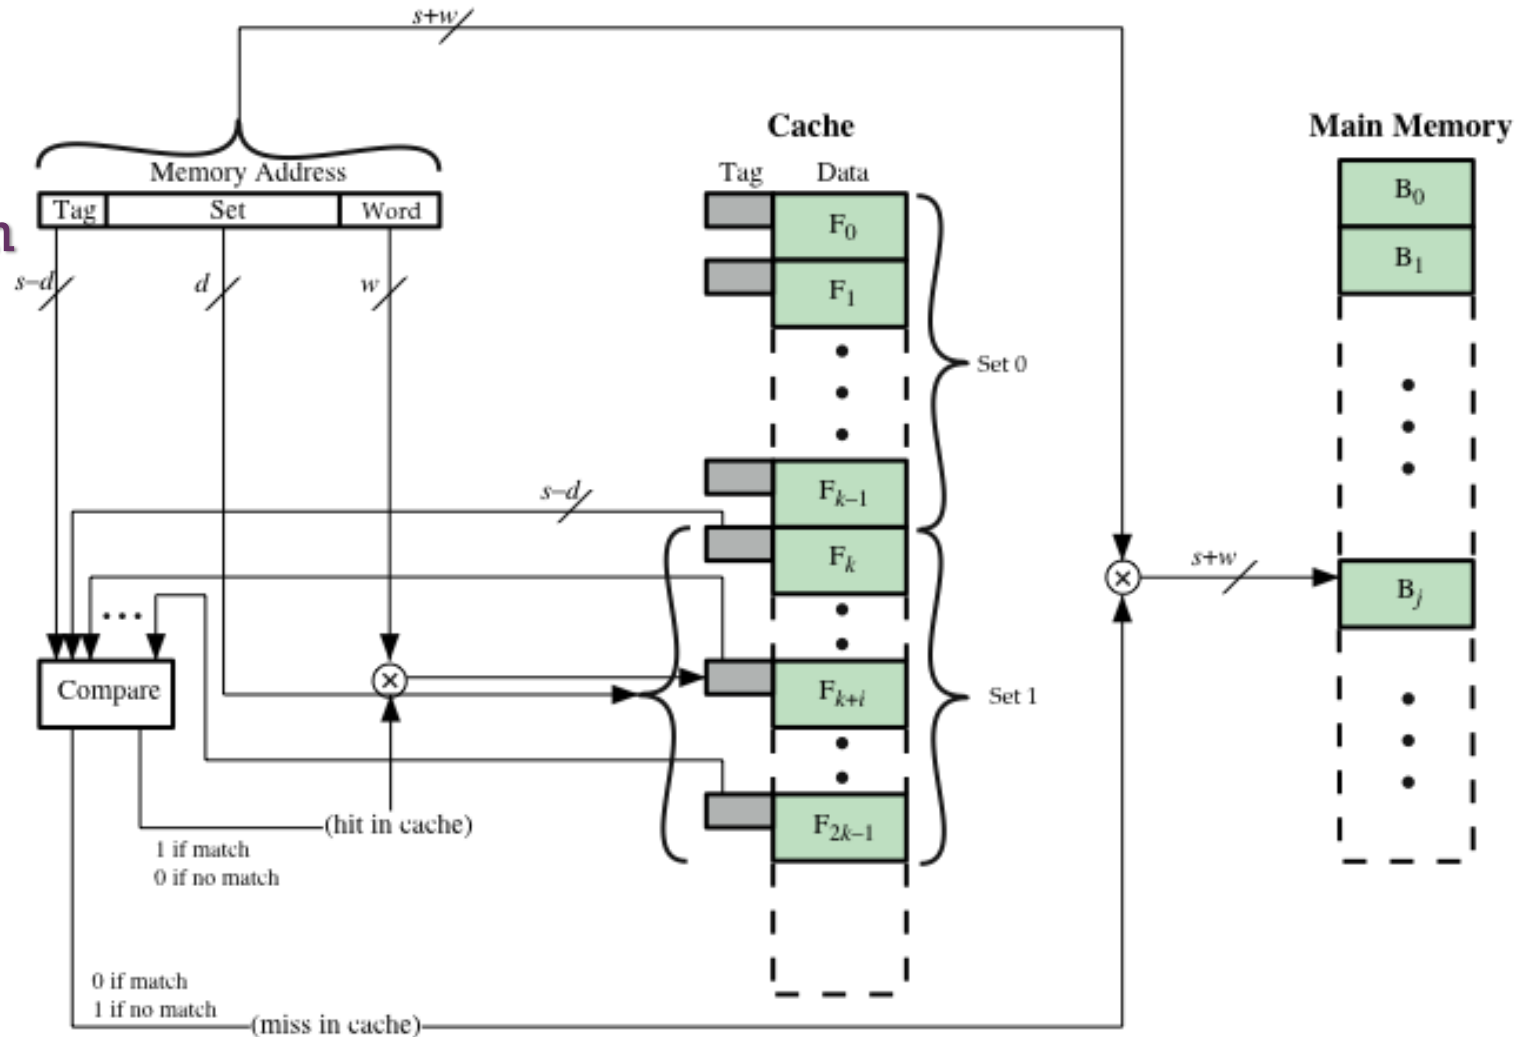 s+w
Cache
Main Memory
Memory Address
Tag Set Word
n
s–d
d
w
Tag Data
F0
F1
Set 0
Fk–1
s–d
Fk
Fk+i
Set 1
F2k–1
B0
B1
s+w
Bj
Compare
(hit in cache)
1 if match
0 if no match
0 if match
1 if no match
(miss in cache)